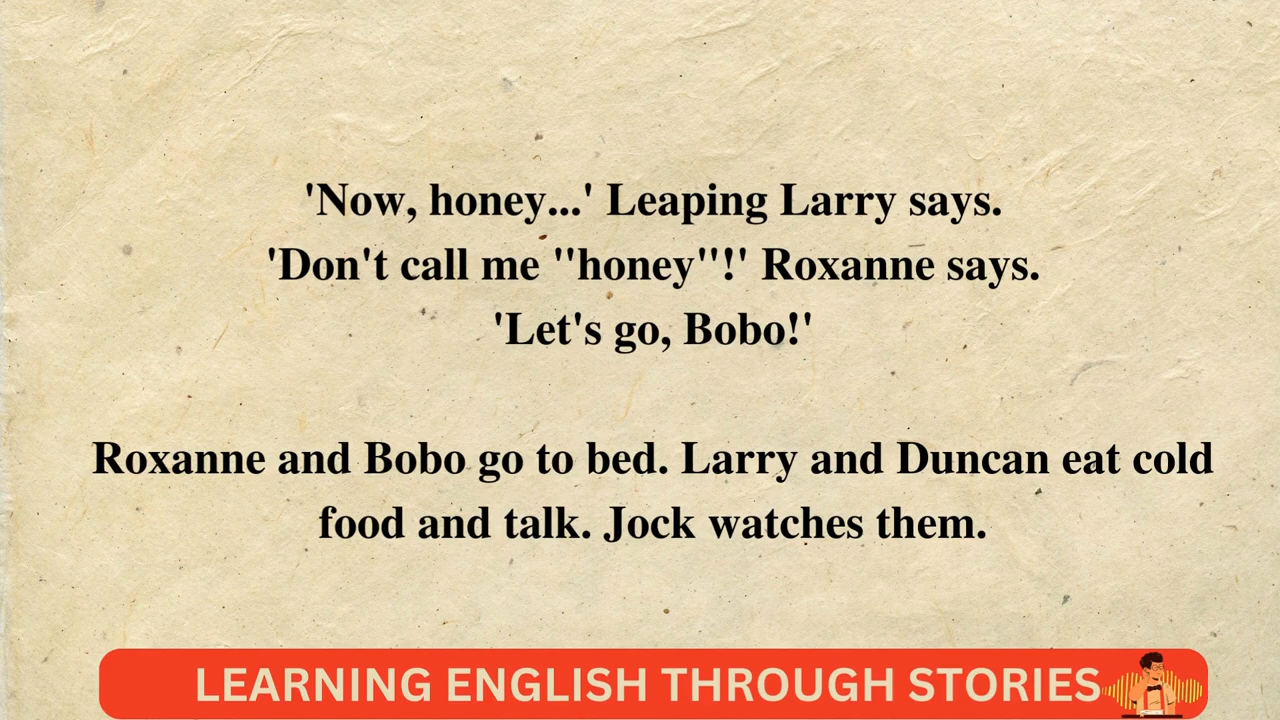 'Now, honey...' Leaping Larry says.
'Don't call me ''honey''!' Roxanne says.
'Let's go, Bobo!'
Roxanne and Bobo go to bed. Larry and Duncan eat cold
food and talk. Jock watches them.
LEARNING ENGLISH THROUGH STORIES